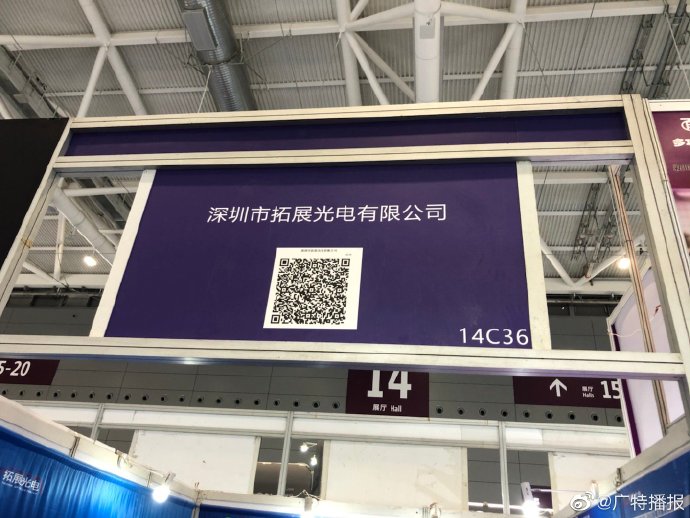 深圳市拓展光电有限公司
14C36
5-20
14
展厅 Hall
展厅 15
Halls
拓展光电
@广特播报